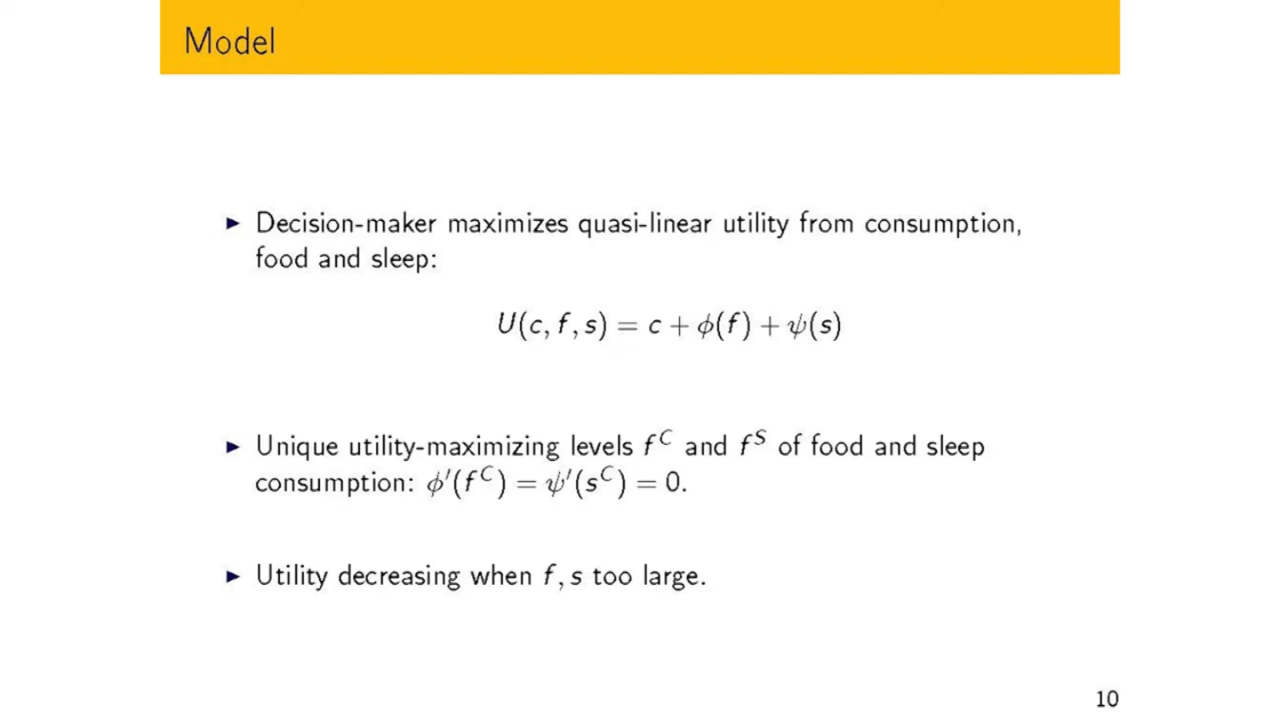 Model
▶ Decision-maker maximizes quasi-linear utility from consumption,
food and sleep:
U(c, f, s) = c + ϕ(f) + ψ(s)
▶ Unique utility-maximizing levels f^C and f^S of food and sleep
consumption: ϕ′(f^C) = ψ′(s^C) = 0.
▶ Utility decreasing when f, s too large.
10